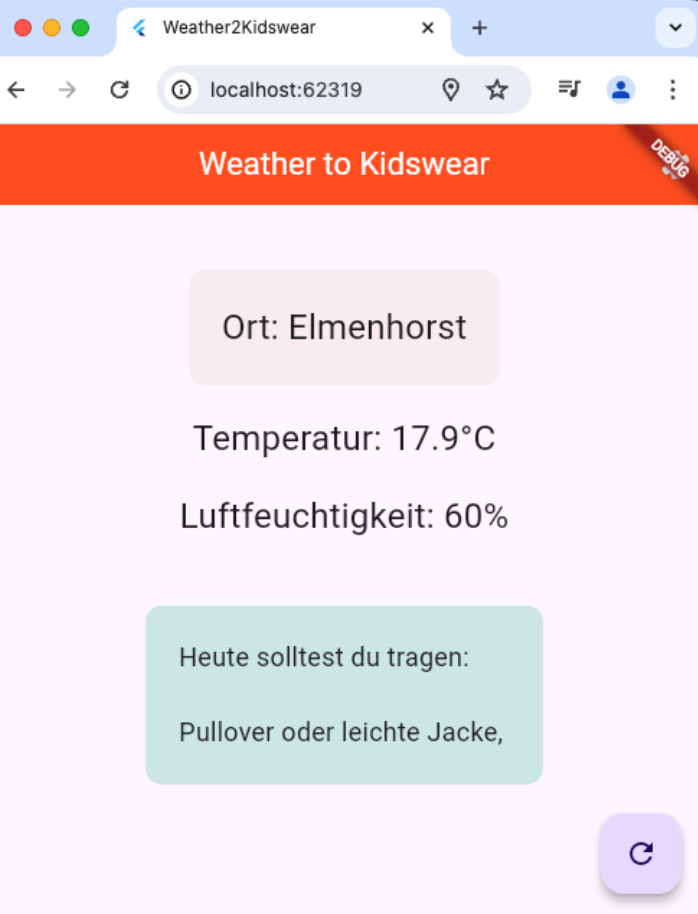 Weather2Kidswear
localhost:62319
Weather to Kidswear
DEBUG
Ort: Elmenhorst
Temperatur: 17.9°C
Luftfeuchtigkeit: 60%
Heute solltest du tragen:
Pullover oder leichte Jacke,